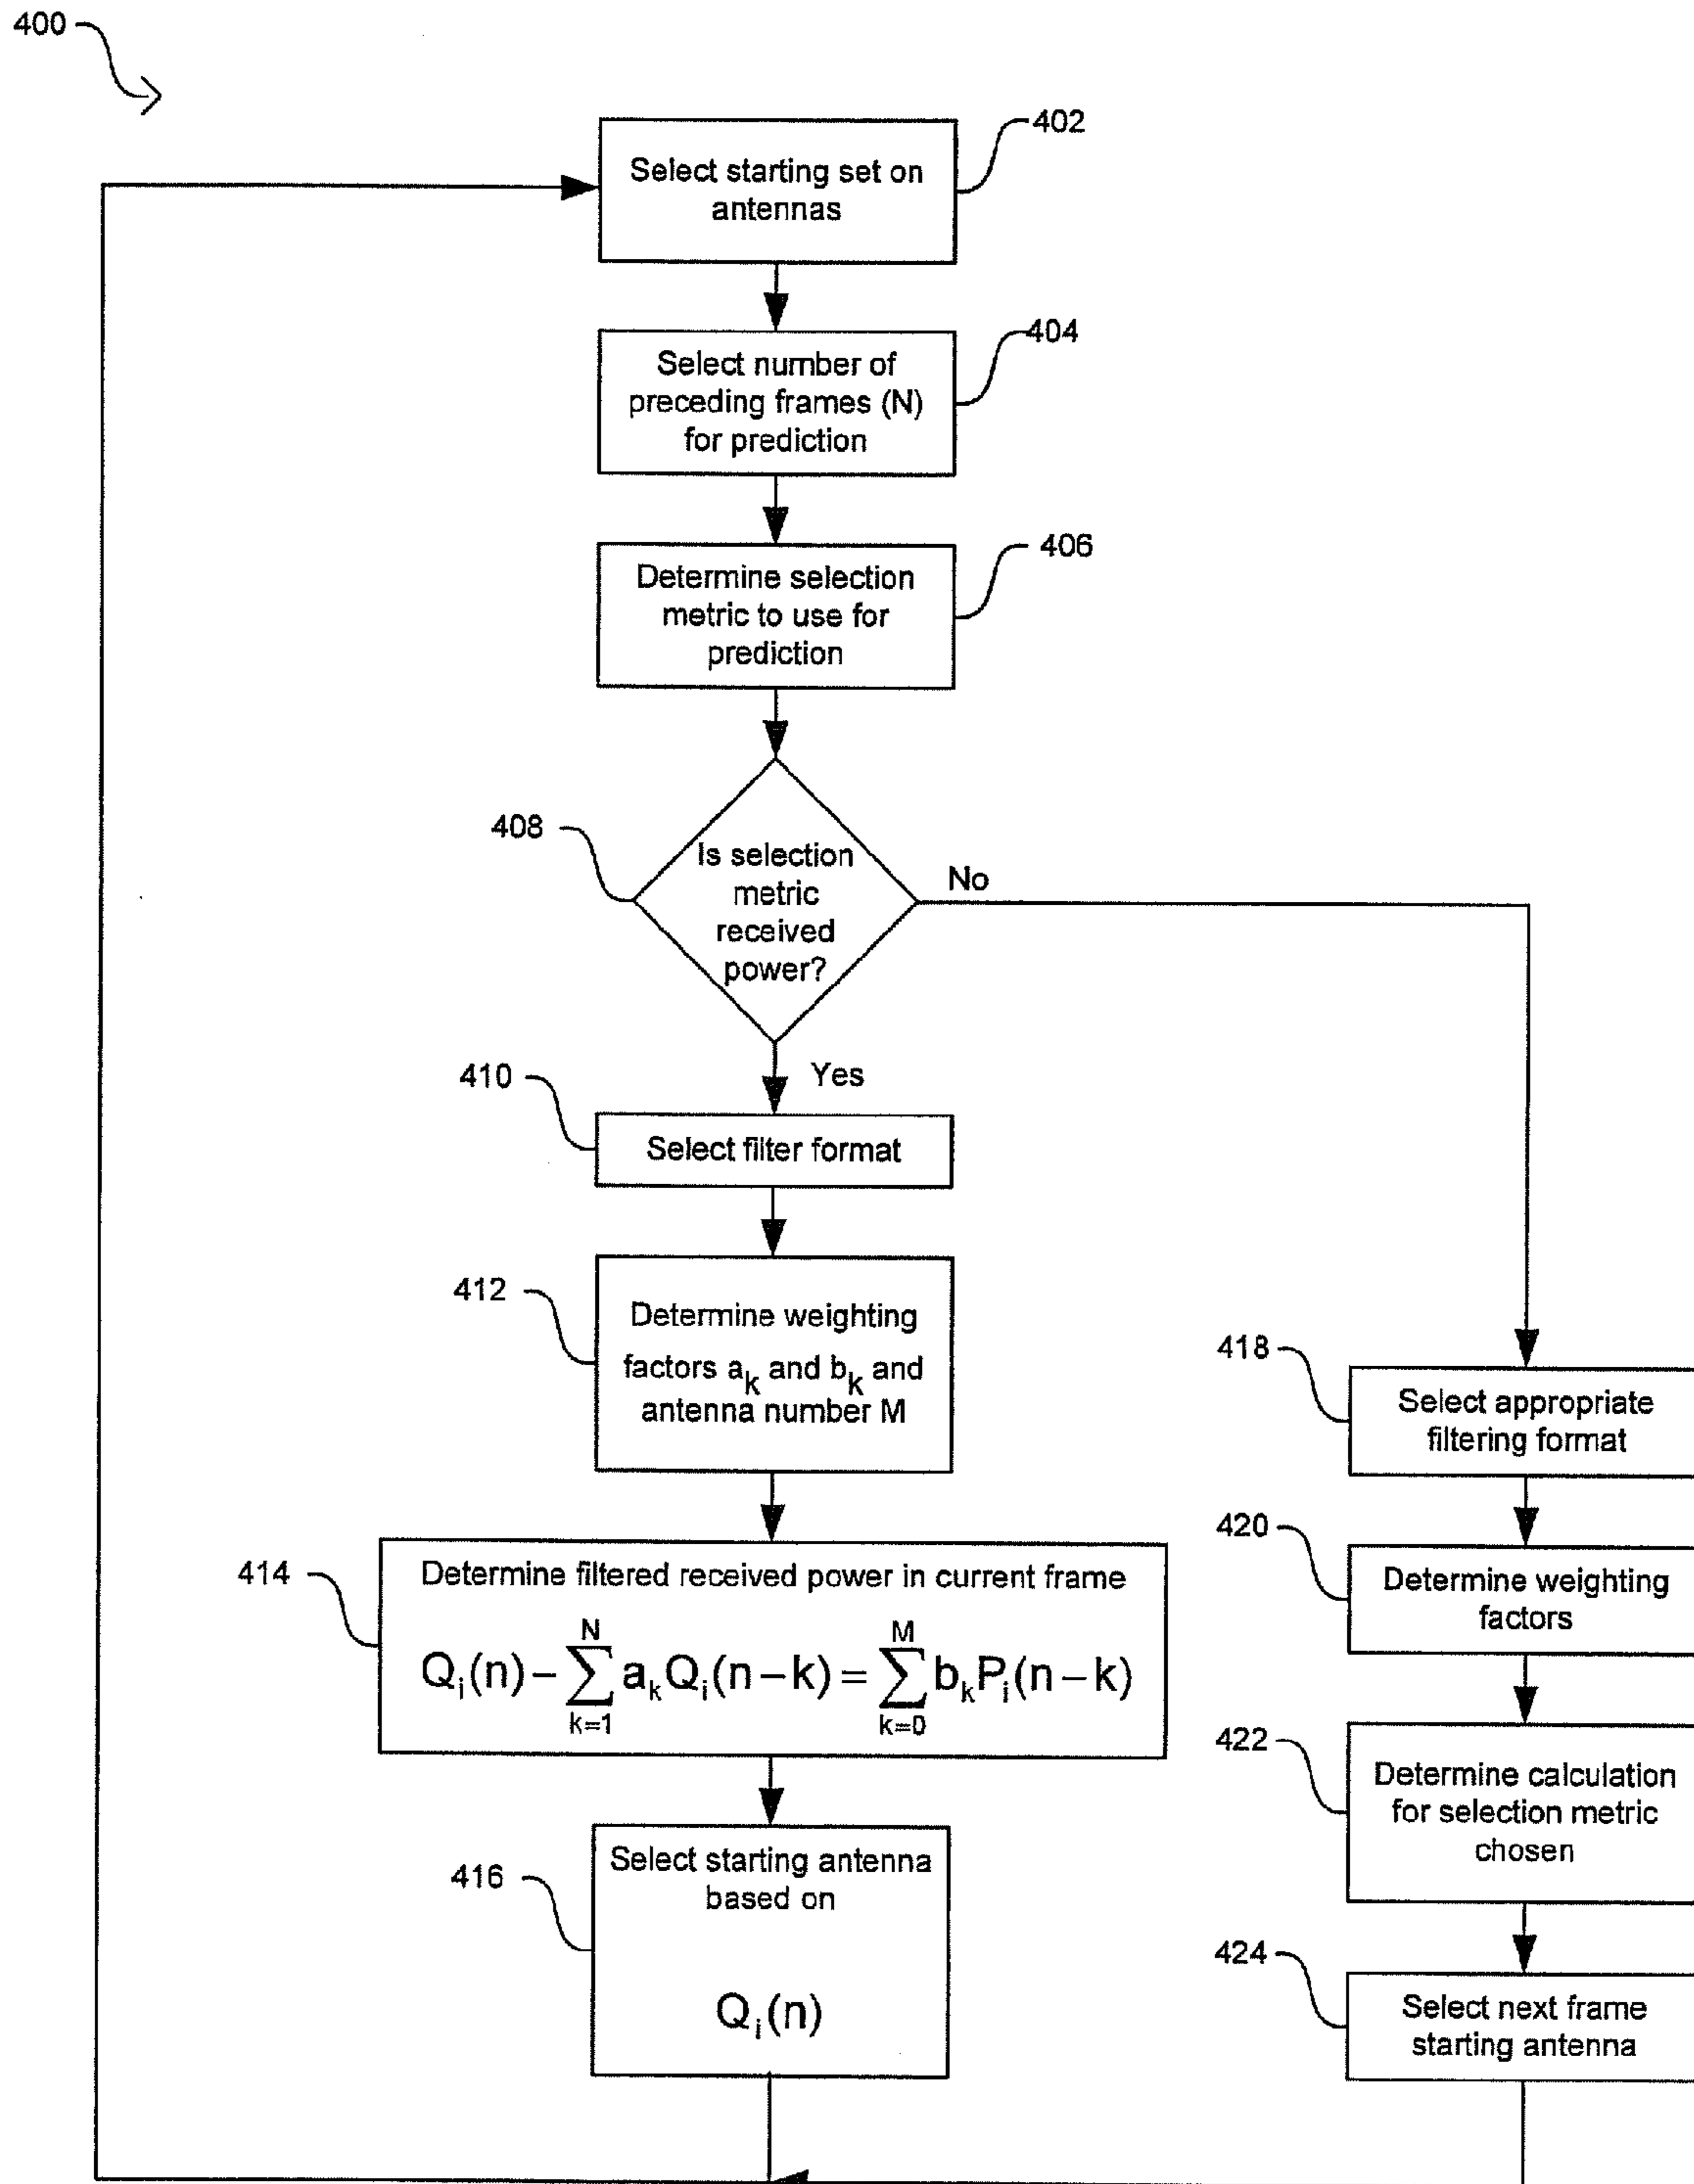 400
402
Select starting set on
antennas
404
Select number of
preceding frames (N)
for prediction
406
Determine selection
metric to use for
prediction
408
Is selection
metric
received
power?
No
Yes
410
Select filter format
412
Determine weighting
factors a_k and b_k and
antenna number M
414
Determine filtered received power in current frame
Q_i(n) − ∑_{k=1}^{N} a_k Q_i(n−k) = ∑_{k=0}^{M} b_k P_i(n−k)
416
Select starting antenna
based on
Q_i(n)
418
Select appropriate
filtering format
420
Determine weighting
factors
422
Determine calculation
for selection metric
chosen
424
Select next frame
starting antenna